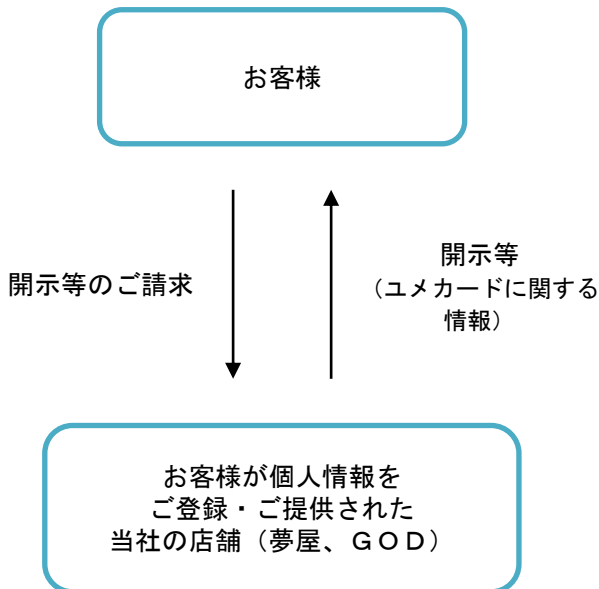 お客様
開示等のご請求
開示等
（ユメカードに関する
情報）
お客様が個人情報を
ご登録・ご提供された
当社の店舗（夢屋、ＧＯＤ）